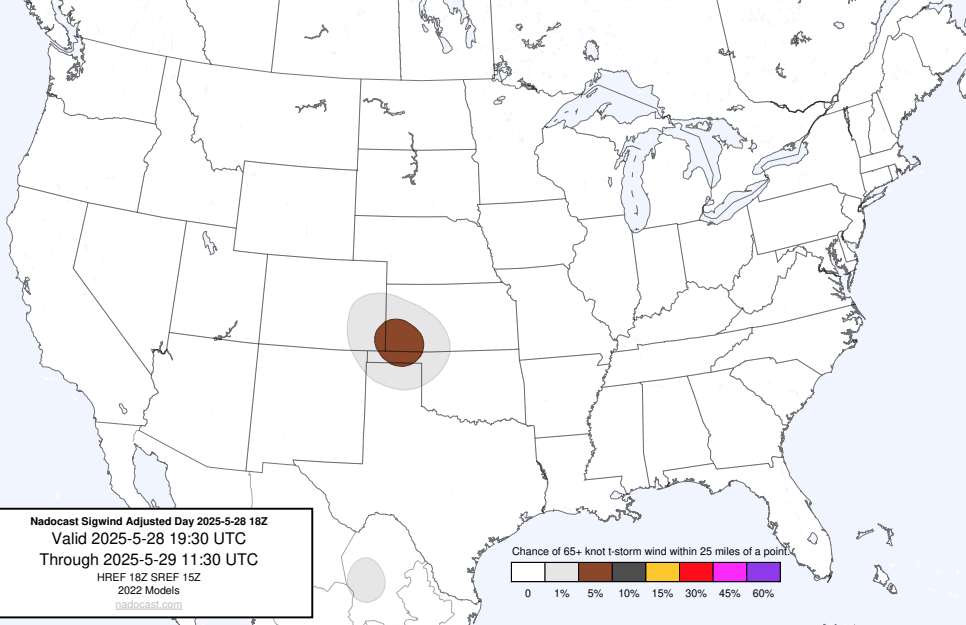 Nadocast Sigwind Adjusted Day 2025-5-28 18Z
Valid 2025-5-28 19:30 UTC
Through 2025-5-29 11:30 UTC
HREF 18Z SREF 15Z
2022 Models
nadocast.com
Chance of 65+ knot t-storm wind within 25 miles of a point.
0 1% 5% 10% 15% 30% 45% 60%